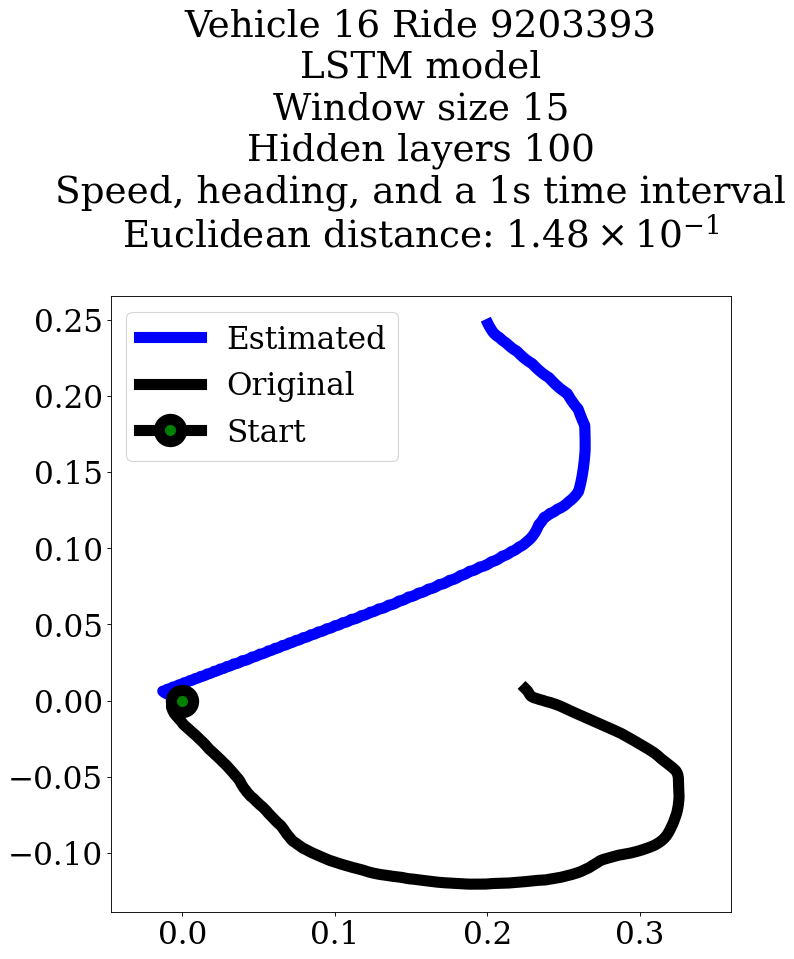 Vehicle 16 Ride 9203393
LSTM model
Window size 15
Hidden layers 100
Speed, heading, and a 1s time interval
Euclidean distance: 1.48 × 10⁻¹
Estimated
Original
Start
0.25
0.20
0.15
0.10
0.05
0.00
−0.05
−0.10
0.0 0.1 0.2 0.3